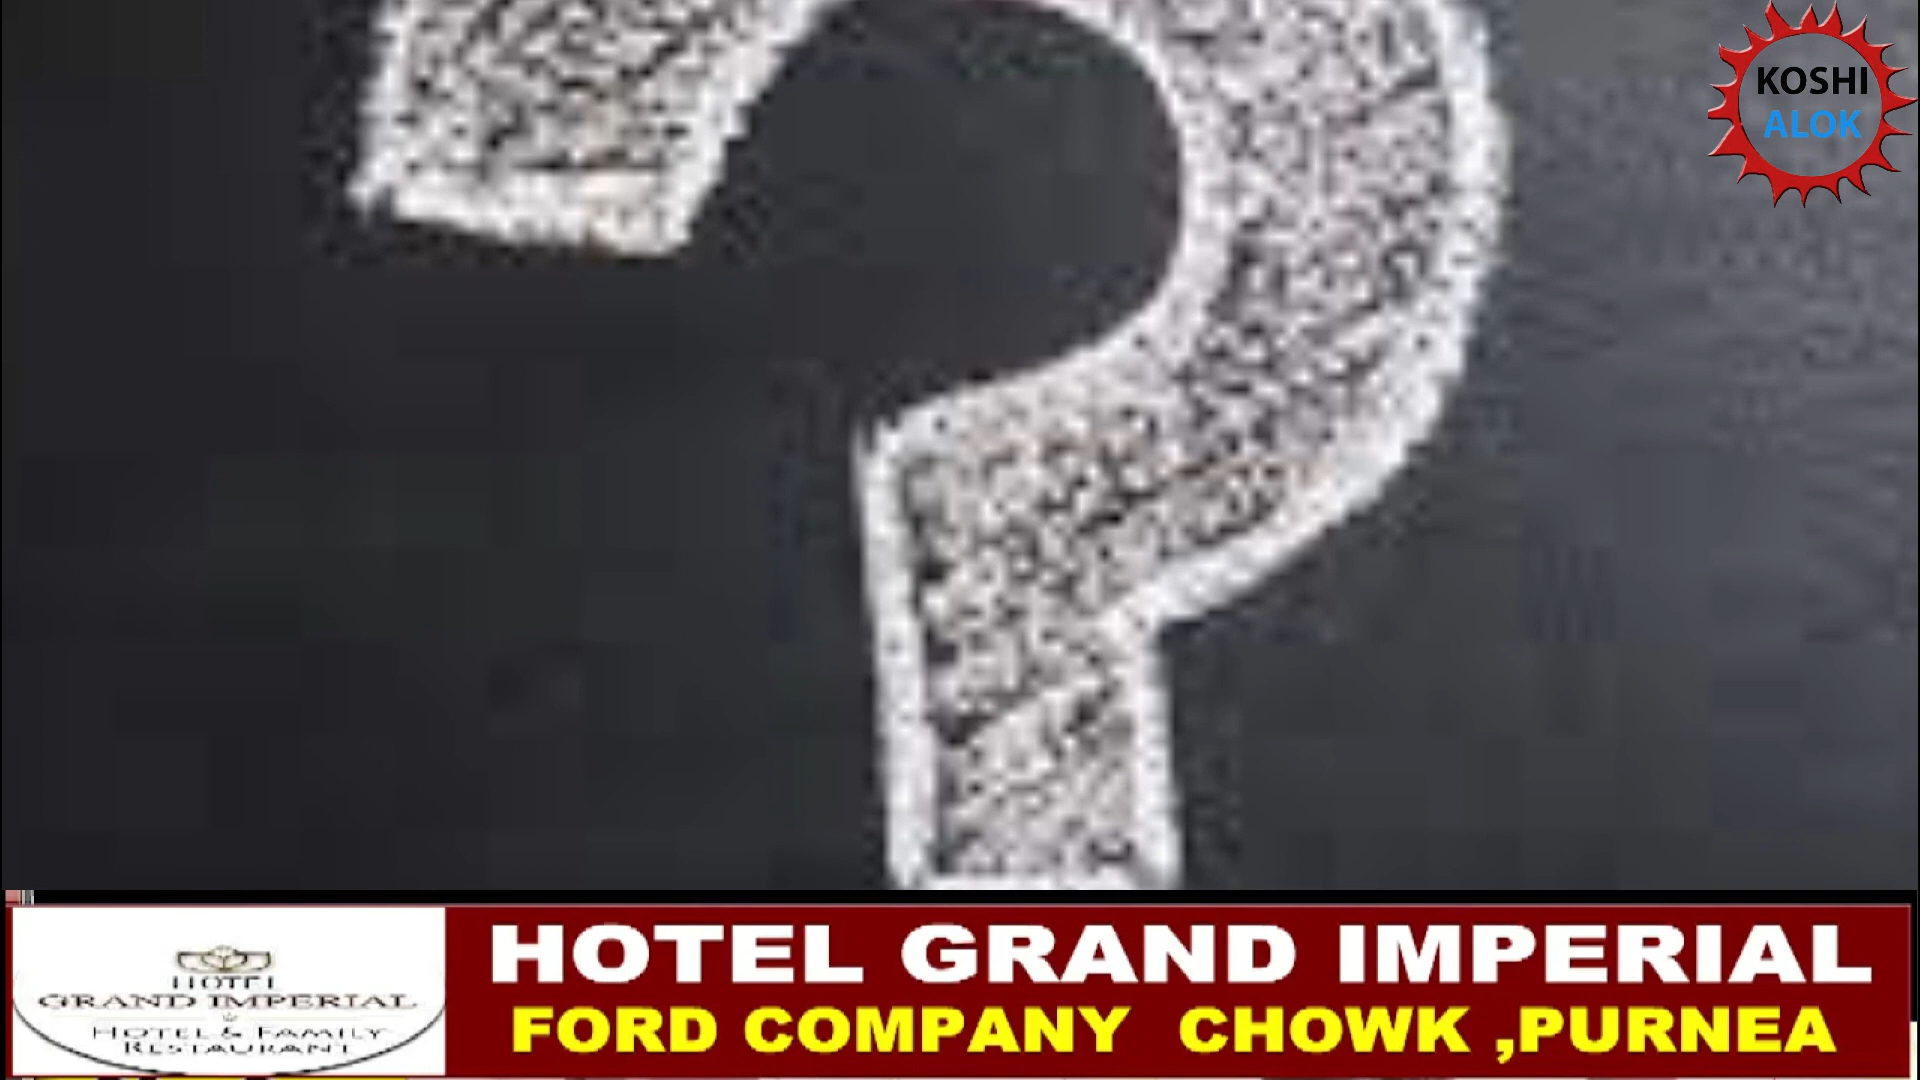 KOSHI
ALOK
HOTEL
GRAND IMPERIAL
HOTEL & FAMILY
RESTAURANT
HOTEL GRAND IMPERIAL
FORD COMPANY CHOWK ,PURNEA